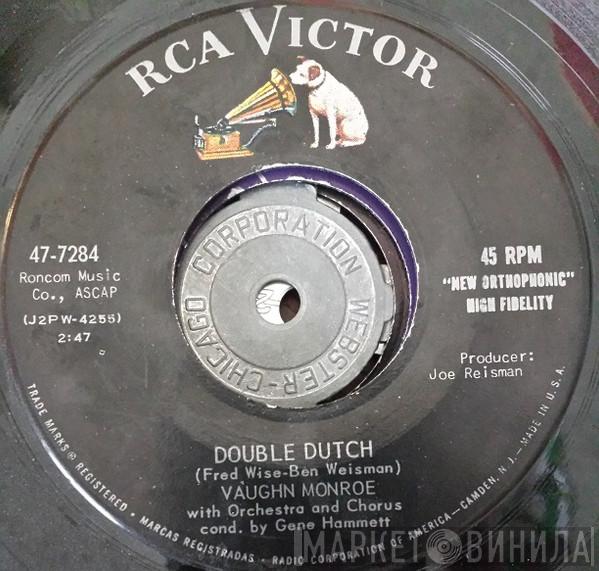 RCA VICTOR
47-7284
Roncom Music
Co., ASCAP
(J2PW-4255)
2:47
45 RPM
"NEW ORTHOPHONIC"
HIGH FIDELITY
Producer:
Joe Reisman
WEBSTER-CHICAGO CORPORATION
DOUBLE DUTCH
(Fred Wise-Ben Weisman)
VAUGHN MONROE
with Orchestra and Chorus
cond. by Gene Hammett
TRADE MARKS ® REGISTERED • MARCAS REGISTRADAS • RADIO CORPORATION OF AMERICA—CAMDEN, N. J.—MADE IN U.S.A.
МАРКЕТ ВИНИЛА